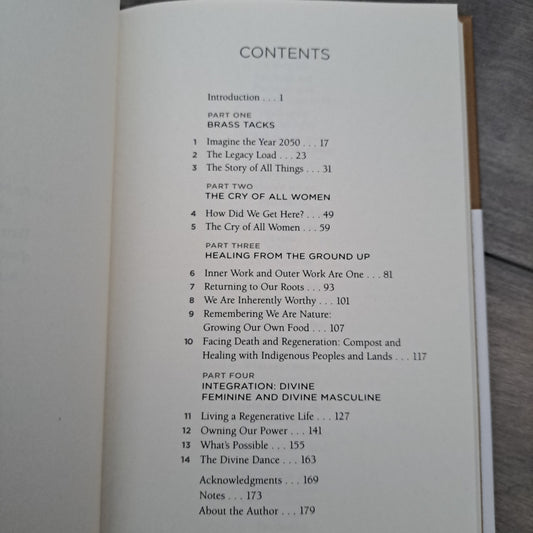 CONTENTS
Introduction . . . 1
PART ONE
BRASS TACKS
1 Imagine the Year 2050 . . . 17
2 The Legacy Load . . . 23
3 The Story of All Things . . . 31
PART TWO
THE CRY OF ALL WOMEN
4 How Did We Get Here? . . . 49
5 The Cry of All Women . . . 59
PART THREE
HEALING FROM THE GROUND UP
6 Inner Work and Outer Work Are One . . . 81
7 Returning to Our Roots . . . 93
8 We Are Inherently Worthy . . . 101
9 Remembering We Are Nature:
Growing Our Own Food . . . 107
10 Facing Death and Regeneration: Compost and
Healing with Indigenous Peoples and Lands . . . 117
PART FOUR
INTEGRATION: DIVINE
FEMININE AND DIVINE MASCULINE
11 Living a Regenerative Life . . . 127
12 Owning Our Power . . . 141
13 What's Possible . . . 155
14 The Divine Dance . . . 163
Acknowledgments . . . 169
Notes . . . 173
About the Author . . . 179